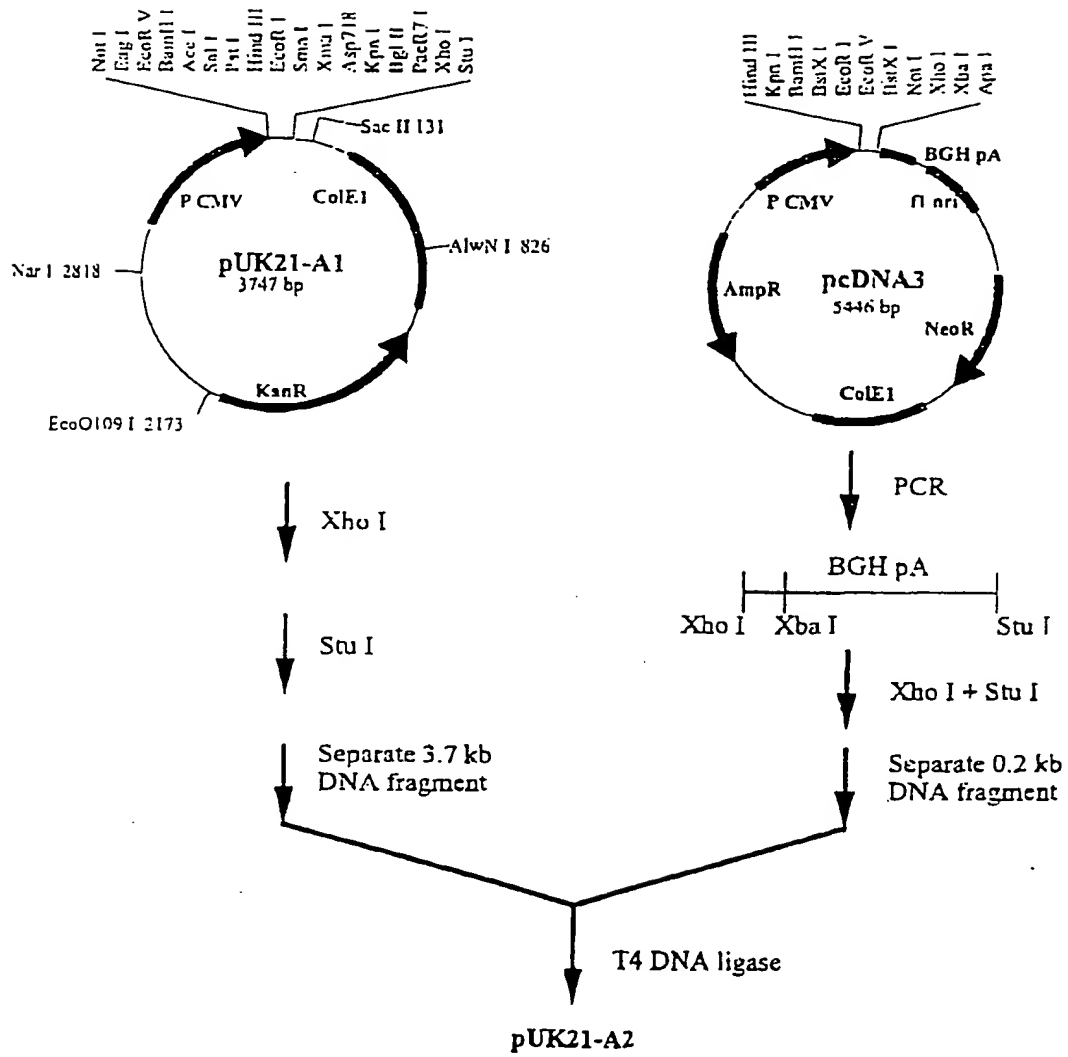 Not I
Eag I
EcoR V
BamH I
Acc I
Sal I
Pst I
Hind III
EcoR I
Sma I
Xma I
Asp718
Kpn I
Bgl II
PaeR7 I
Xho I
Stu I
Hind III
Kpn I
BamH I
BstX I
EcoR I
EcoR V
BstX I
Not I
Xho I
Xba I
Apa I
Sac II 131
P CMV
ColE1
pUK21-A1
3747 bp
AlwN I 826
Nar I 2818
KanR
EcoO109 I 2173
BGH pA
P CMV
f1 ori
AmpR
pcDNA3
5446 bp
NeoR
ColE1
Xho I
PCR
BGH pA
Xho I
Xba I
Stu I
Stu I
Xho I + Stu I
Separate 3.7 kb
DNA fragment
Separate 0.2 kb
DNA fragment
T4 DNA ligase
pUK21-A2